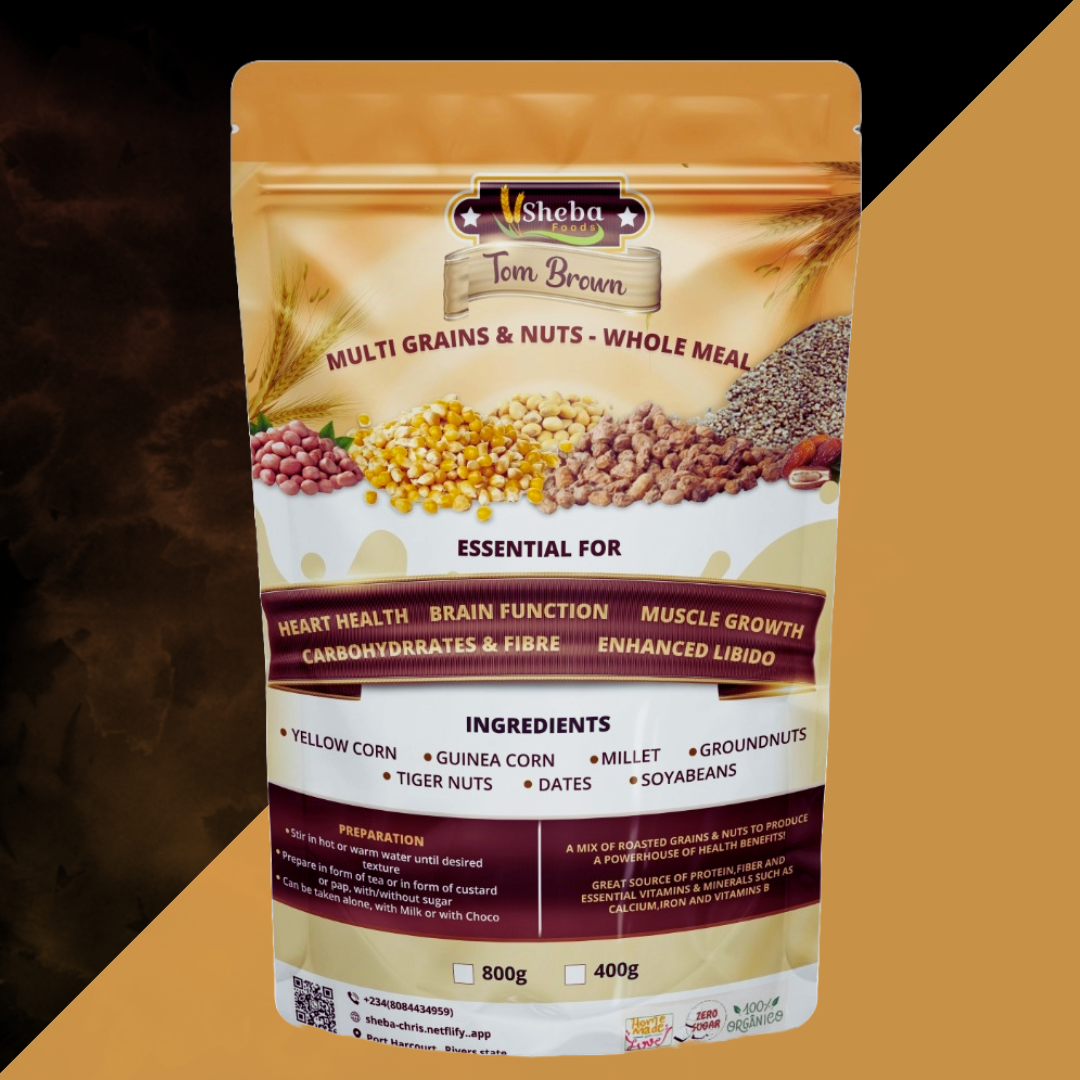 Sheba
Foods
Tom Brown
MULTI GRAINS & NUTS - WHOLE MEAL
ESSENTIAL FOR
HEART HEALTH BRAIN FUNCTION MUSCLE GROWTH
CARBOHYDRRATES & FIBRE ENHANCED LIBIDO
INGREDIENTS
• YELLOW CORN • GUINEA CORN • MILLET • GROUNDNUTS
• TIGER NUTS • DATES • SOYABEANS
PREPARATION
• Stir in hot or warm water until desired
texture
• Prepare in form of tea or in form of custard
or pap, with/without sugar
• Can be taken alone, with Milk or with Choco
A MIX OF ROASTED GRAINS & NUTS TO PRODUCE
A POWERHOUSE OF HEALTH BENEFITS!
GREAT SOURCE OF PROTEIN,FIBER AND
ESSENTIAL VITAMINS & MINERALS SUCH AS
CALCIUM,IRON AND VITAMINS B
800g 400g
+234(8084434959)
sheba-chris.netflify..app
Port Harcourt, Rivers state
Home
Made
Love
ZERO
SUGAR
100%
ORGÂNICO